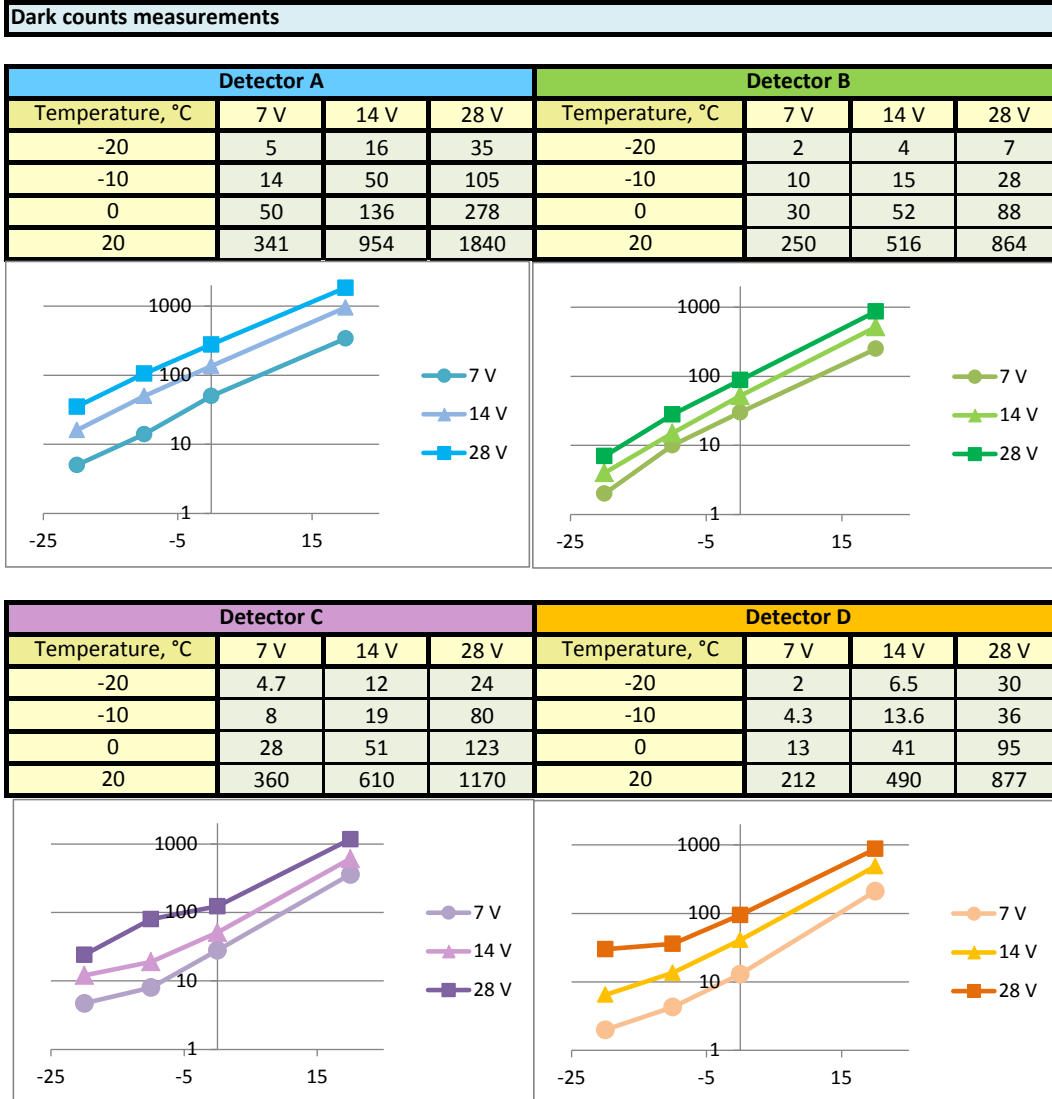 Dark counts measurements
Detector A Detector B
Temperature, °C 7 V 14 V 28 V Temperature, °C 7 V 14 V 28 V
-20 5 16 35 -20 2 4 7
-10 14 50 105 -10 10 15 28
0 50 136 278 0 30 52 88
20 341 954 1840 20 250 516 864
1000
100
10
1
-25 -5 15
7 V
14 V
28 V
1000
100
10
1
-25 -5 15
7 V
14 V
28 V
Detector C Detector D
Temperature, °C 7 V 14 V 28 V Temperature, °C 7 V 14 V 28 V
-20 4.7 12 24 -20 2 6.5 30
-10 8 19 80 -10 4.3 13.6 36
0 28 51 123 0 13 41 95
20 360 610 1170 20 212 490 877
1000
100
10
1
-25 -5 15
7 V
14 V
28 V
1000
100
10
1
-25 -5 15
7 V
14 V
28 V